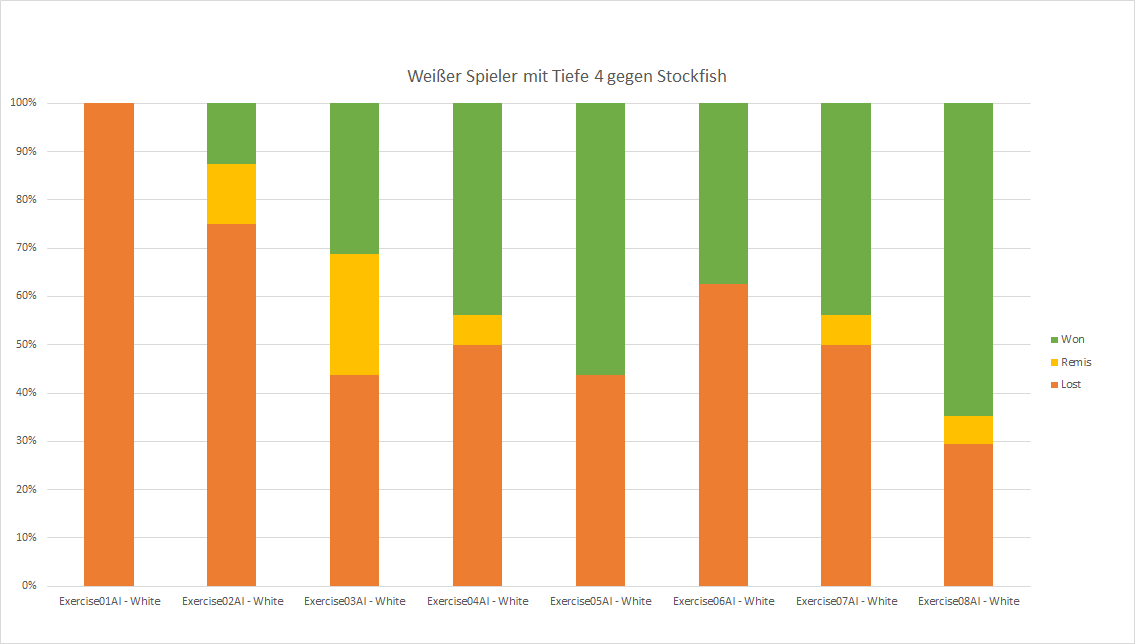 Weißer Spieler mit Tiefe 4 gegen Stockfish
100%
90%
80%
70%
60%
50%
40%
30%
20%
10%
0%
Exercise01AI - White
Exercise02AI - White
Exercise03AI - White
Exercise04AI - White
Exercise05AI - White
Exercise06AI - White
Exercise07AI - White
Exercise08AI - White
Won
Remis
Lost